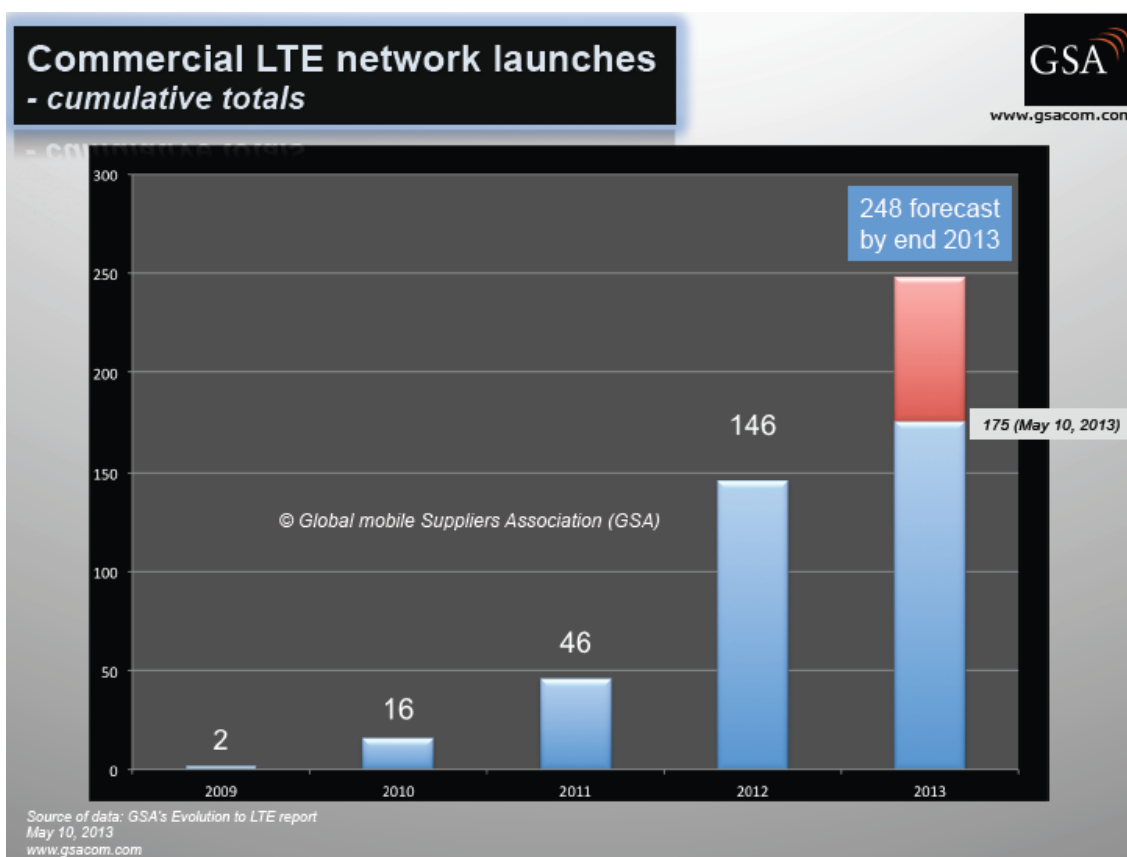 Commercial LTE network launches
- cumulative totals
GSA
www.gsacom.com
300
250
200
150
100
50
0
248 forecast
by end 2013
175 (May 10, 2013)
146
46
16
2
© Global mobile Suppliers Association (GSA)
2009
2010
2011
2012
2013
Source of data: GSA's Evolution to LTE report
May 10, 2013
www.gsacom.com